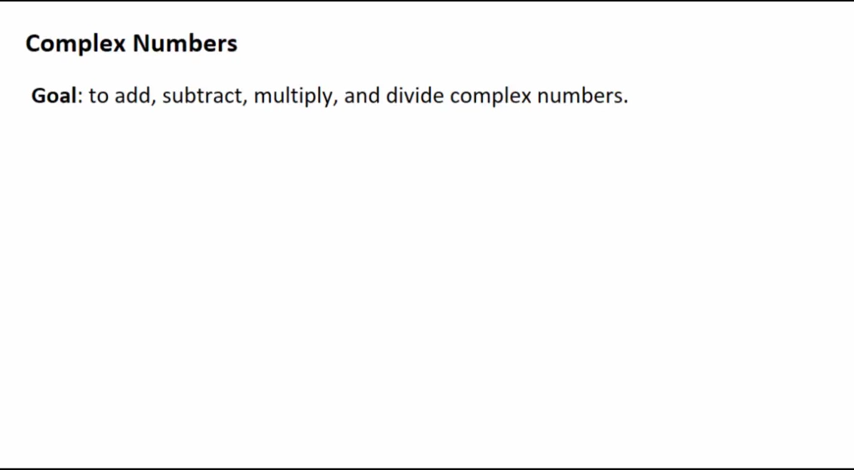 Complex Numbers
Goal: to add, subtract, multiply, and divide complex numbers.